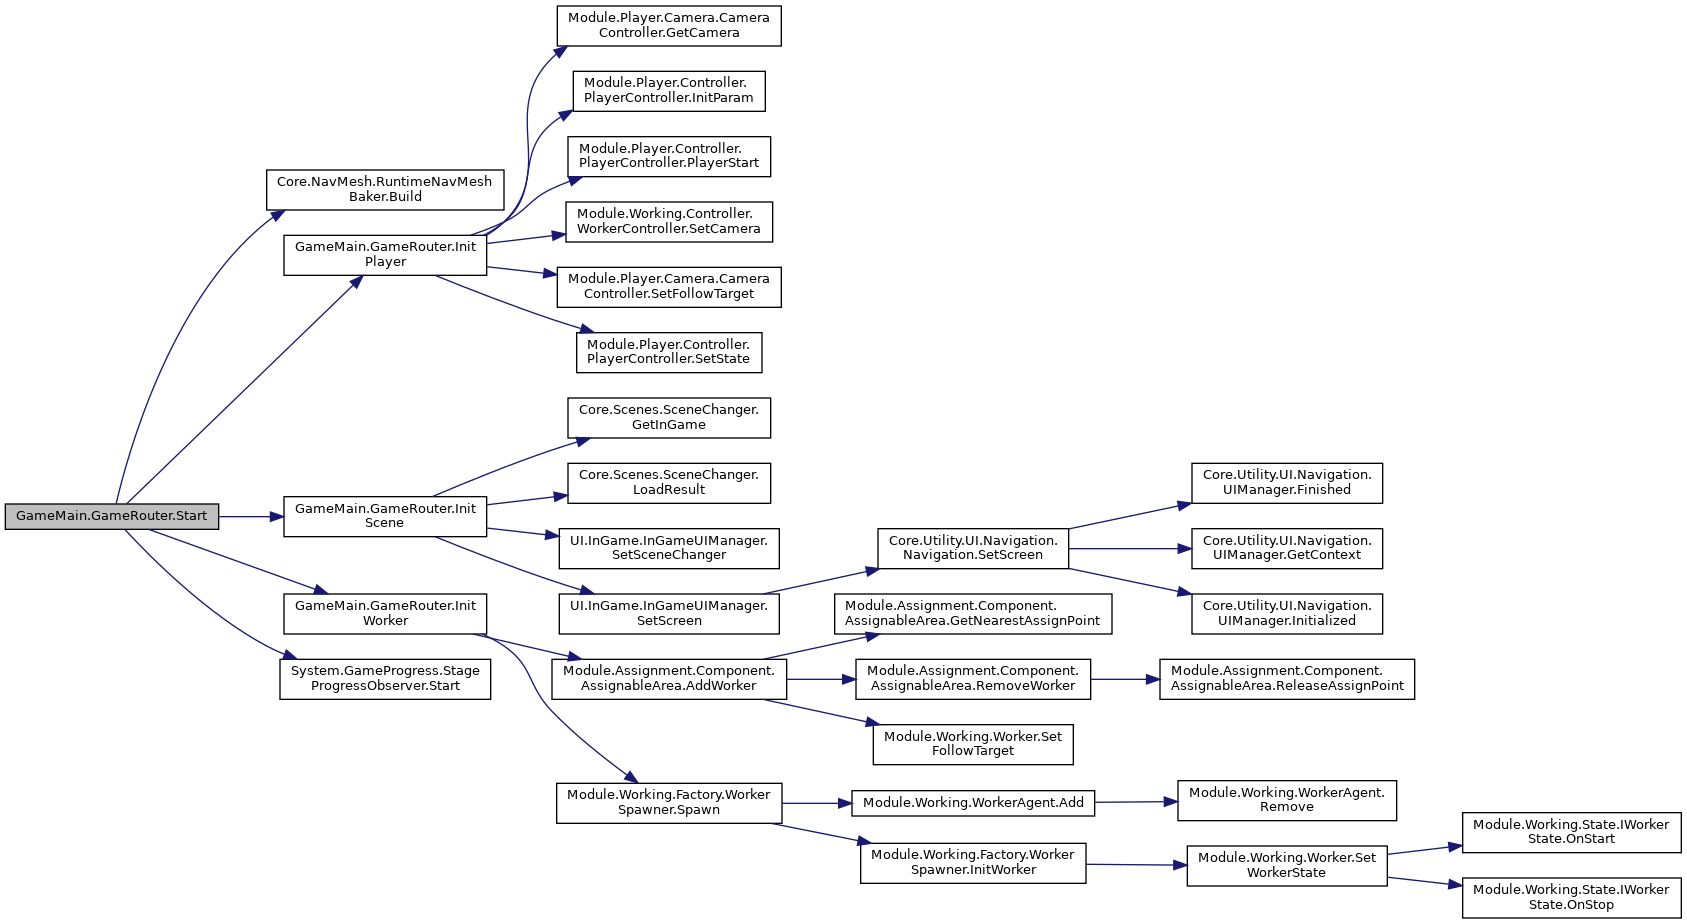 GameMain.GameRouter.Start
Core.NavMesh.RuntimeNavMesh
Baker.Build
GameMain.GameRouter.Init
Player
Module.Player.Camera.Camera
Controller.GetCamera
Module.Player.Controller.
PlayerController.InitParam
Module.Player.Controller.
PlayerController.PlayerStart
Module.Working.Controller.
WorkerController.SetCamera
Module.Player.Camera.Camera
Controller.SetFollowTarget
Module.Player.Controller.
PlayerController.SetState
GameMain.GameRouter.Init
Scene
Core.Scenes.SceneChanger.
GetInGame
Core.Scenes.SceneChanger.
LoadResult
UI.InGame.InGameUIManager.
SetSceneChanger
UI.InGame.InGameUIManager.
SetScreen
Core.Utility.UI.Navigation.
Navigation.SetScreen
Core.Utility.UI.Navigation.
UIManager.Finished
Core.Utility.UI.Navigation.
UIManager.GetContext
Core.Utility.UI.Navigation.
UIManager.Initialized
GameMain.GameRouter.Init
Worker
Module.Assignment.Component.
AssignableArea.AddWorker
Module.Assignment.Component.
AssignableArea.GetNearestAssignPoint
Module.Assignment.Component.
AssignableArea.RemoveWorker
Module.Assignment.Component.
AssignableArea.ReleaseAssignPoint
Module.Working.Worker.Set
FollowTarget
Module.Working.Factory.Worker
Spawner.Spawn
Module.Working.WorkerAgent.Add
Module.Working.WorkerAgent.
Remove
Module.Working.Factory.Worker
Spawner.InitWorker
Module.Working.Worker.Set
WorkerState
Module.Working.State.IWorker
State.OnStart
Module.Working.State.IWorker
State.OnStop
System.GameProgress.Stage
ProgressObserver.Start